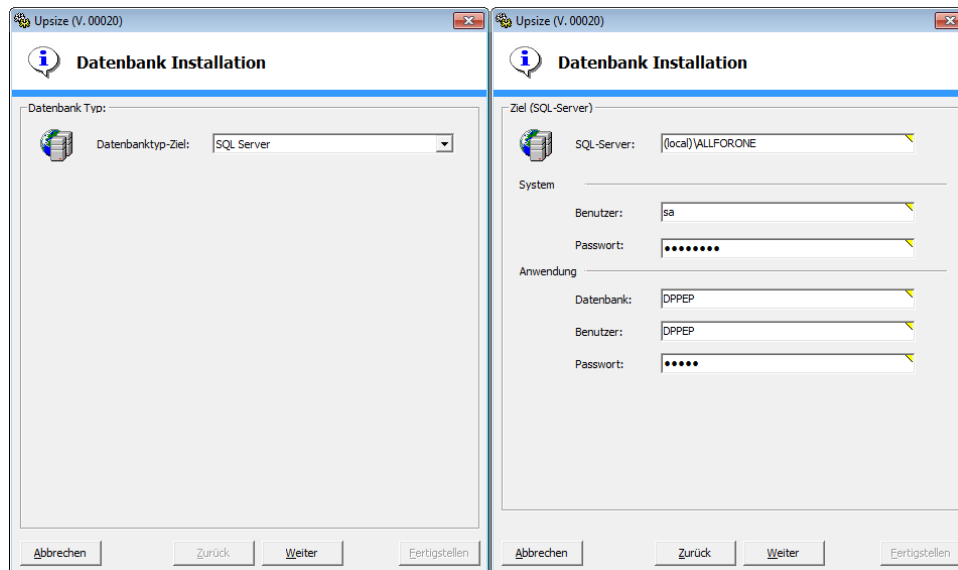 Upsize (V. 00020)
Datenbank Installation
Datenbank Typ:
Datenbanktyp-Ziel: SQL Server
Abbrechen Zurück Weiter Fertigstellen
Upsize (V. 00020)
Datenbank Installation
Ziel (SQL-Server)
SQL-Server: (local)\ALLFORONE
System
Benutzer: sa
Passwort: ●●●●●●●●
Anwendung
Datenbank: DPPEP
Benutzer: DPPEP
Passwort: ●●●●●
Abbrechen Zurück Weiter Fertigstellen